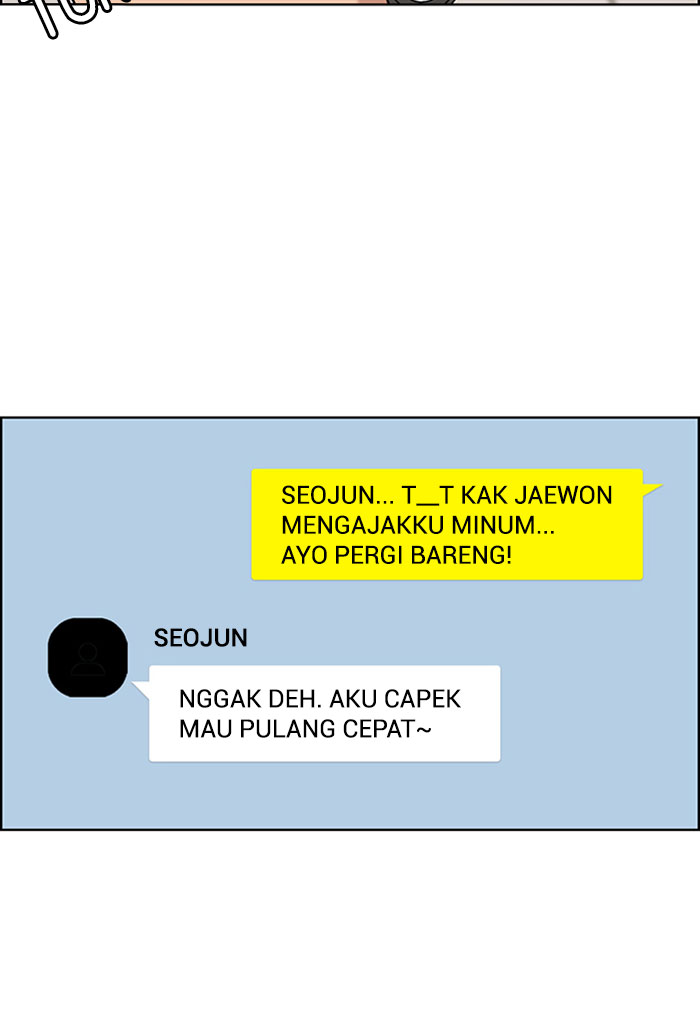 SEOJUN... T__T KAK JAEWON
MENGAJAKKU MINUM...
AYO PERGI BARENG!
SEOJUN
NGGAK DEH. AKU CAPEK
MAU PULANG CEPAT~